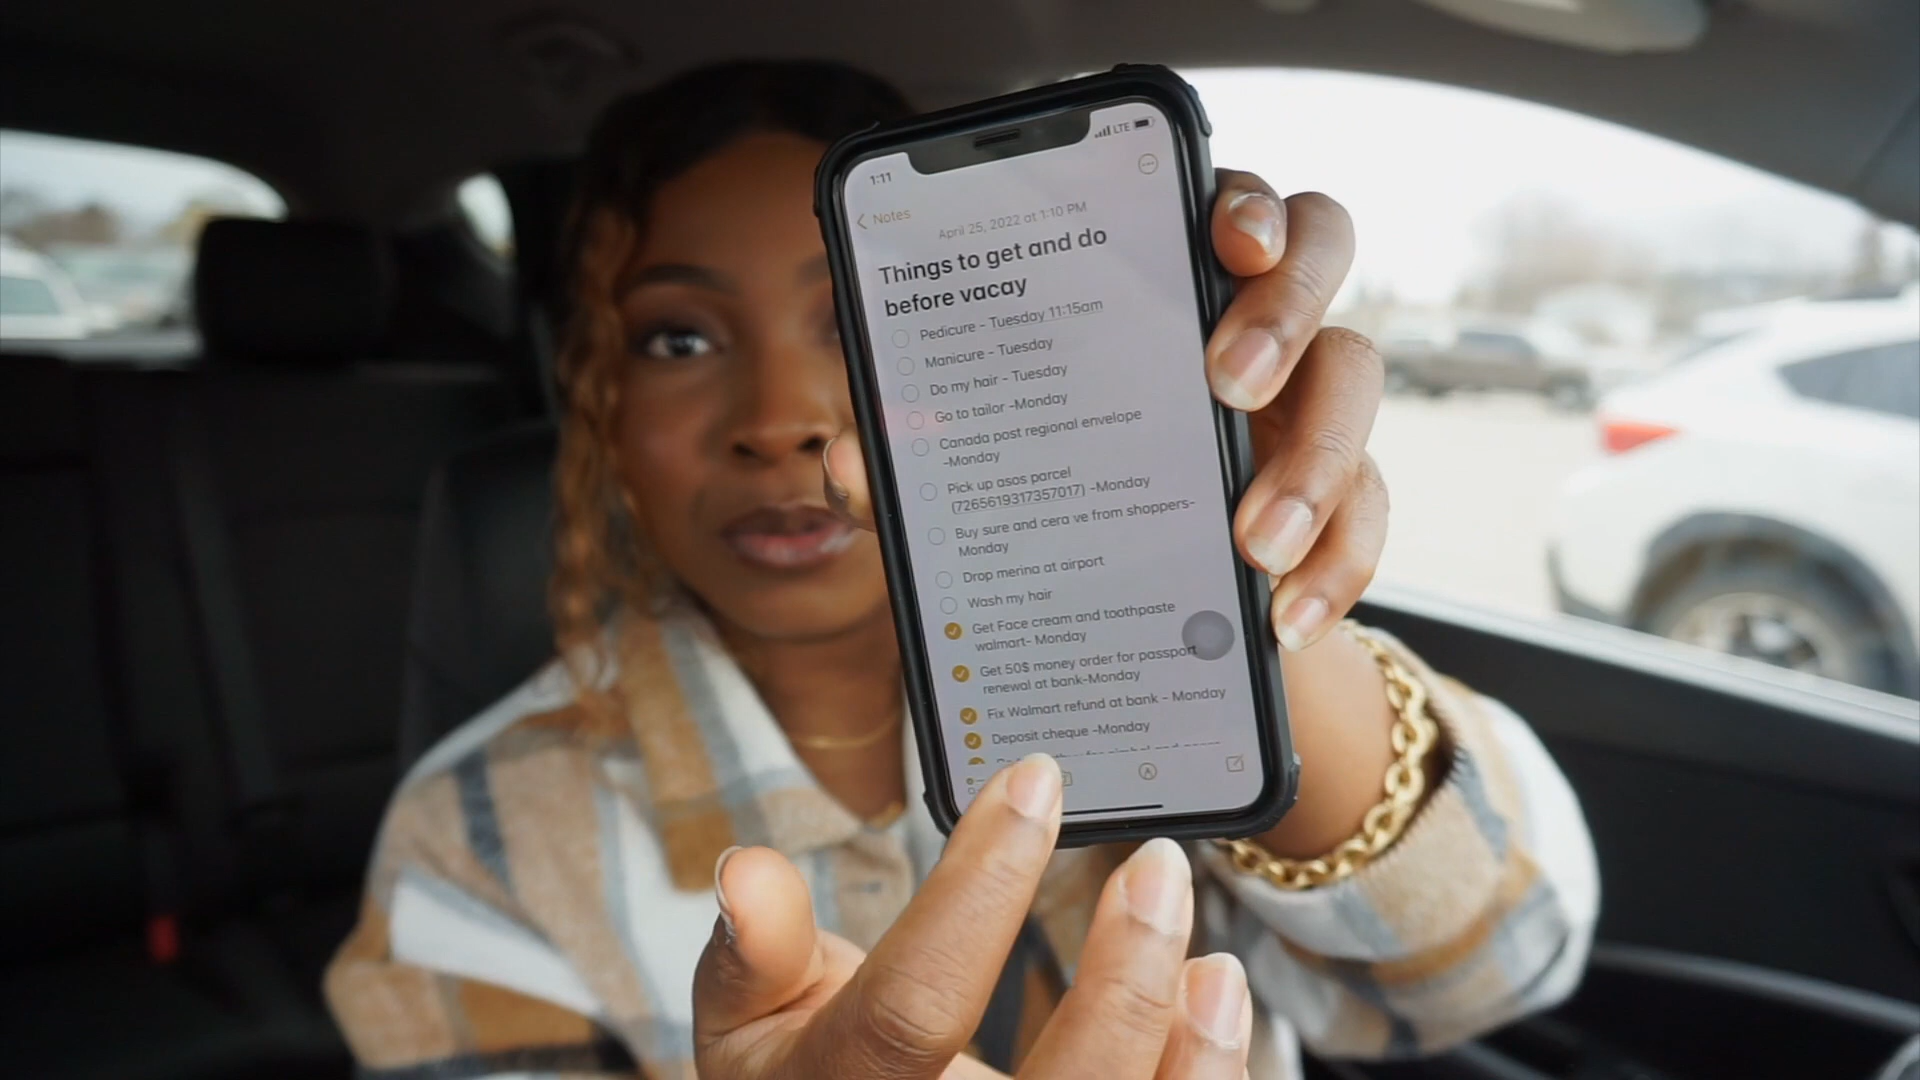 1:11
LTE
Notes
April 25, 2022 at 1:10 PM
Things to get and do
before vacay
Pedicure - Tuesday 11:15am
Manicure - Tuesday
Do my hair - Tuesday
Go to tailor -Monday
Canada post regional envelope
-Monday
Pick up asos parcel
(7265619317357017) -Monday
Buy sure and cera ve from shoppers-
Monday
Drop merina at airport
Wash my hair
Get Face cream and toothpaste
walmart- Monday
Get 50$ money order for passport
renewal at bank-Monday
Fix Walmart refund at bank - Monday
Deposit cheque -Monday